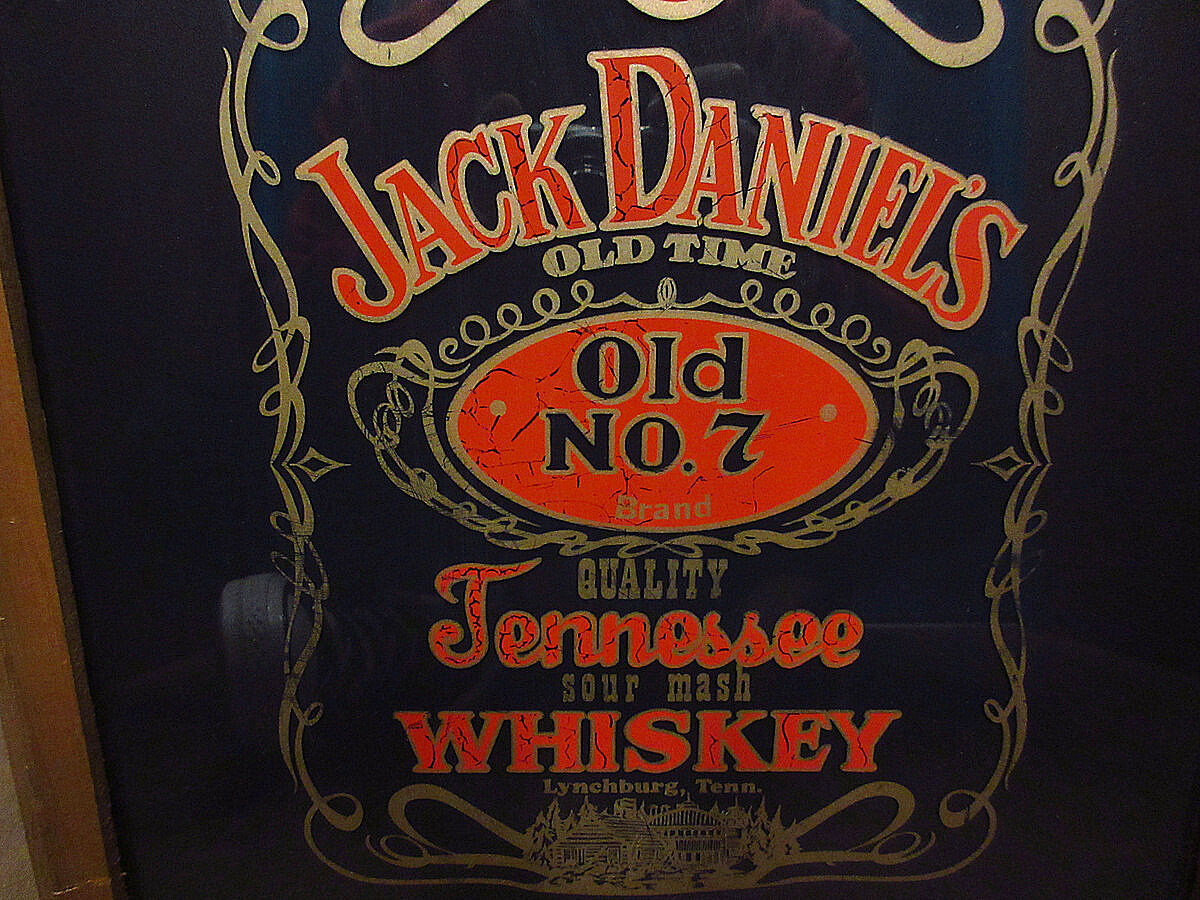 JACK DANIEL'S
OLD TIME
Old
NO. 7
Brand
QUALITY
Tennessee
sour mash
WHISKEY
Lynchburg, Tenn.